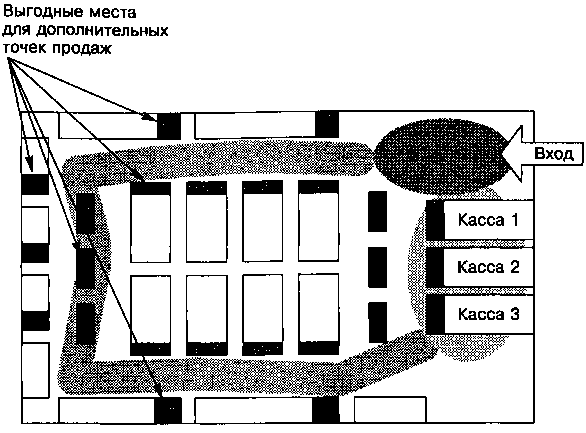 Выгодные места
для дополнительных
точек продаж
Вход
Касса 1
Касса 2
Касса 3